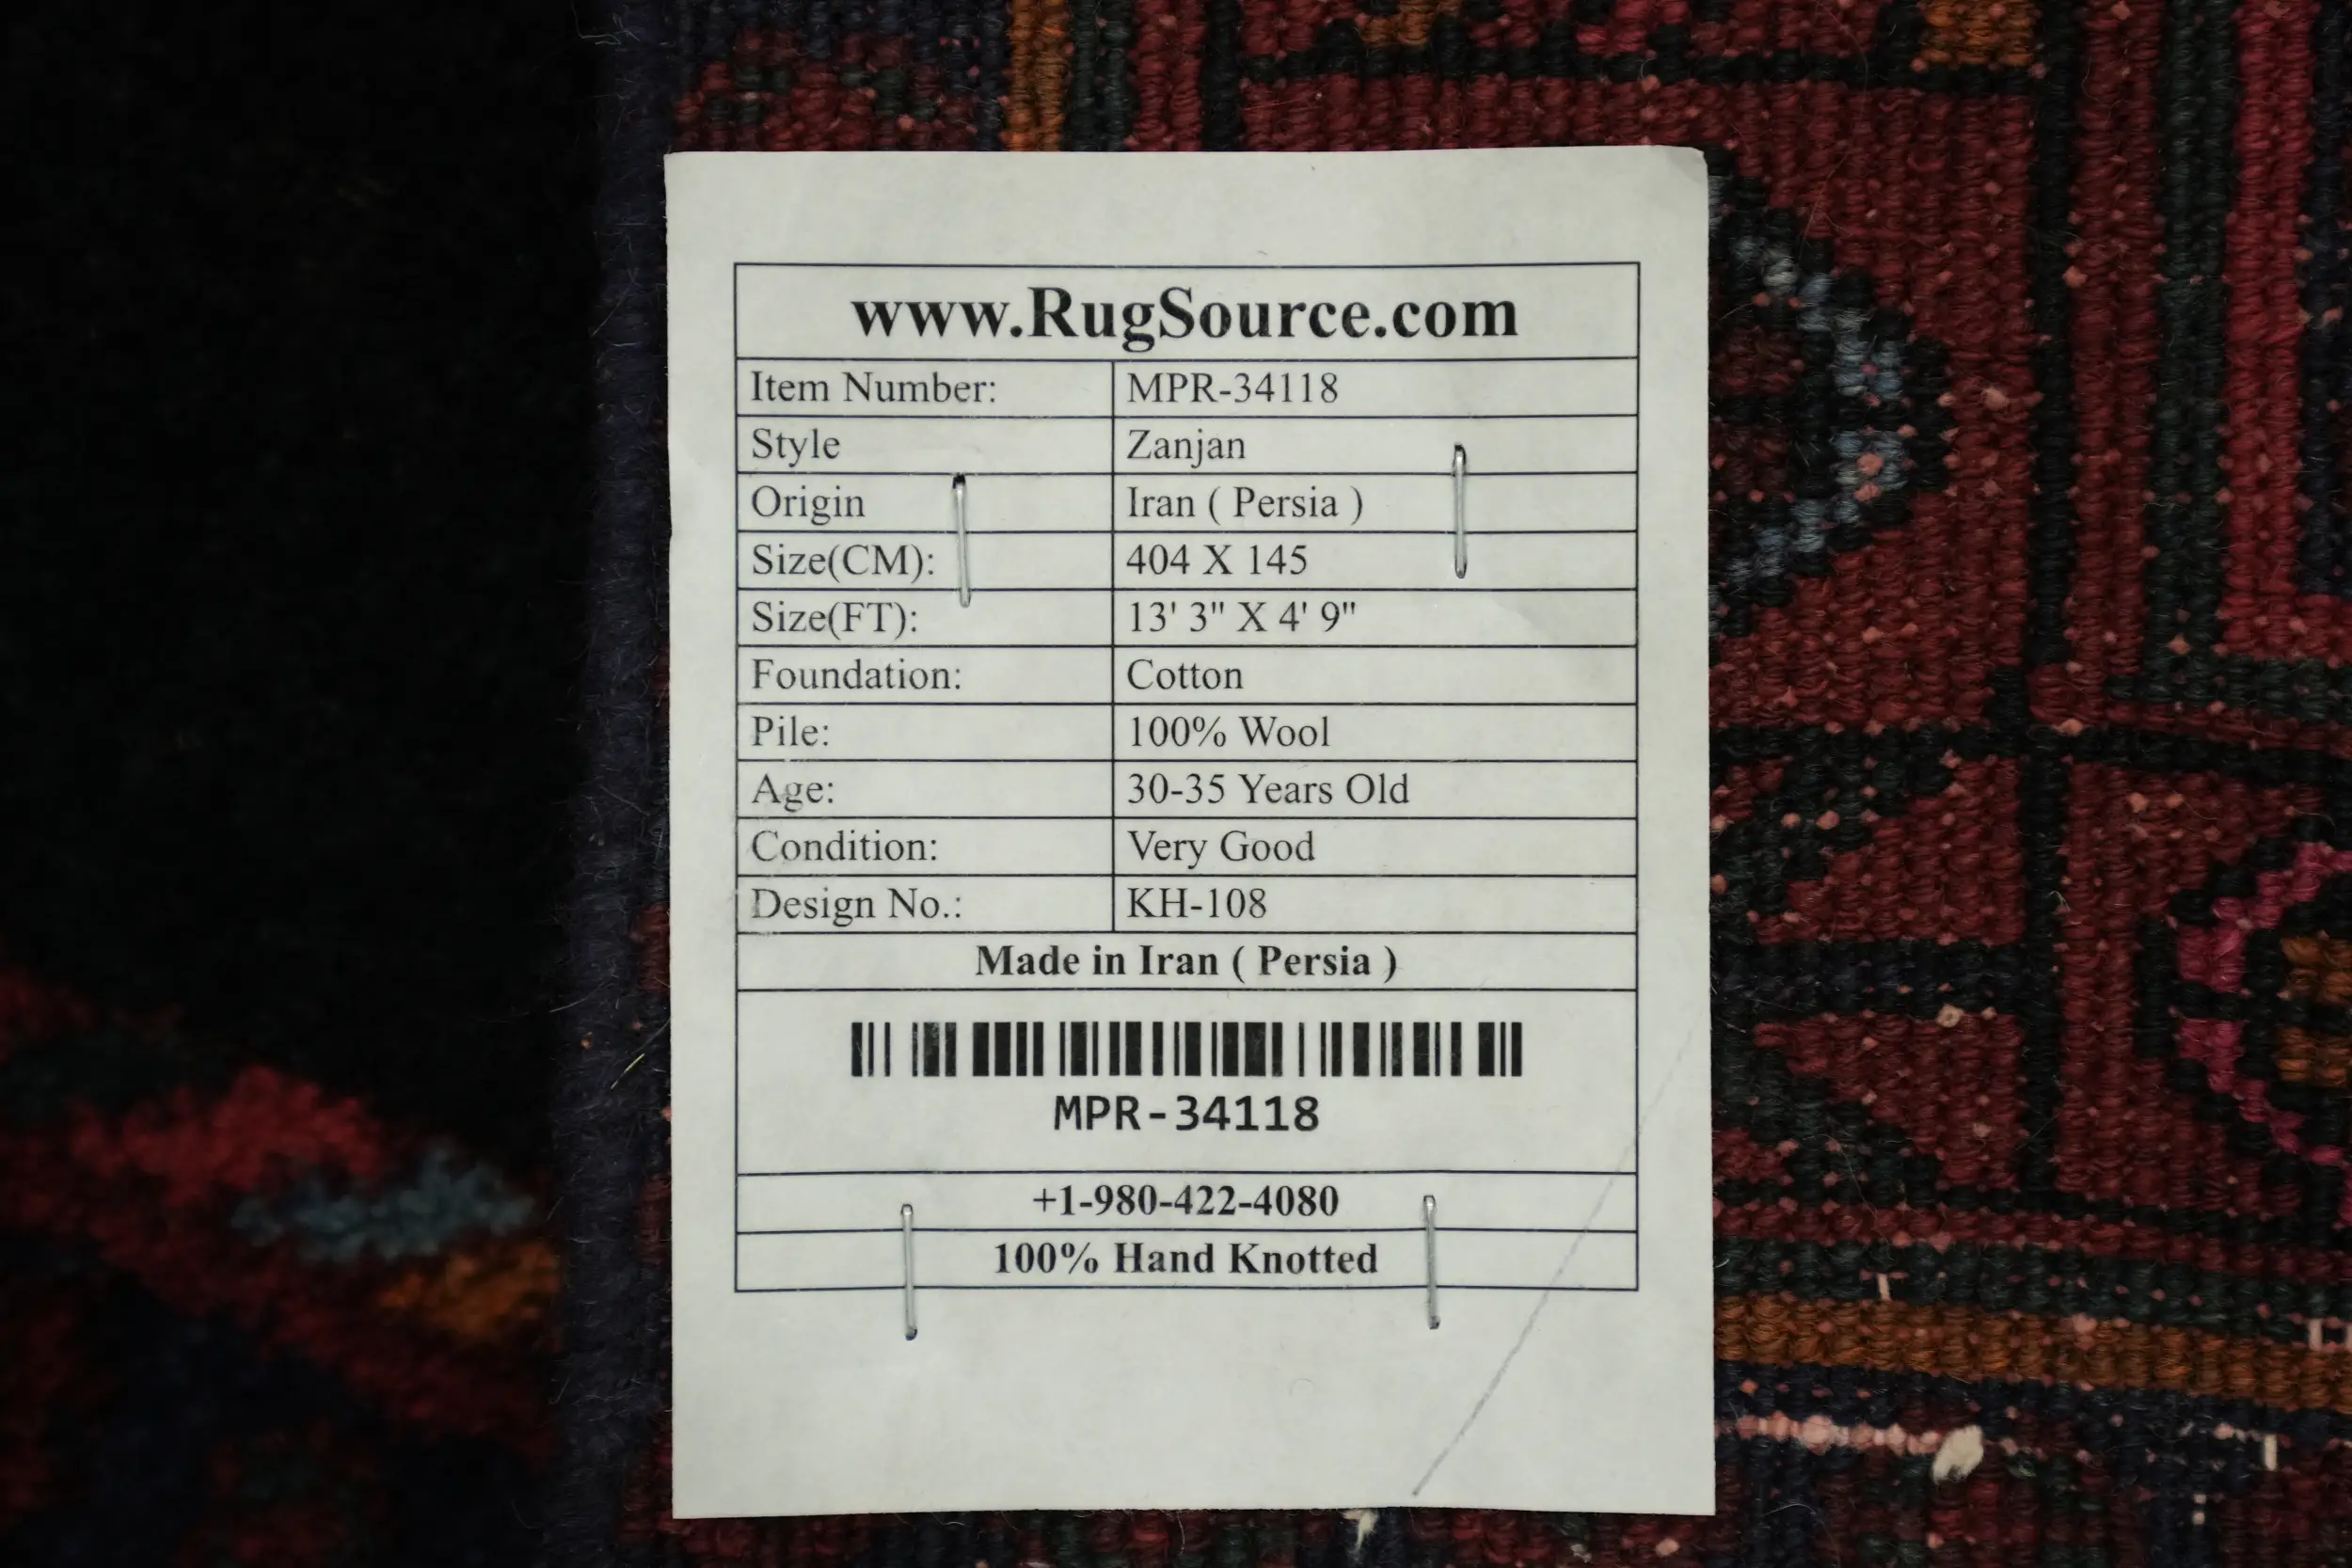 www.RugSource.com
Item Number: MPR-34118
Style Zanjan
Origin Iran ( Persia )
Size(CM): 404 X 145
Size(FT): 13' 3" X 4' 9"
Foundation: Cotton
Pile: 100% Wool
Age: 30-35 Years Old
Condition: Very Good
Design No.: KH-108
Made in Iran ( Persia )
MPR-34118
+1-980-422-4080
100% Hand Knotted